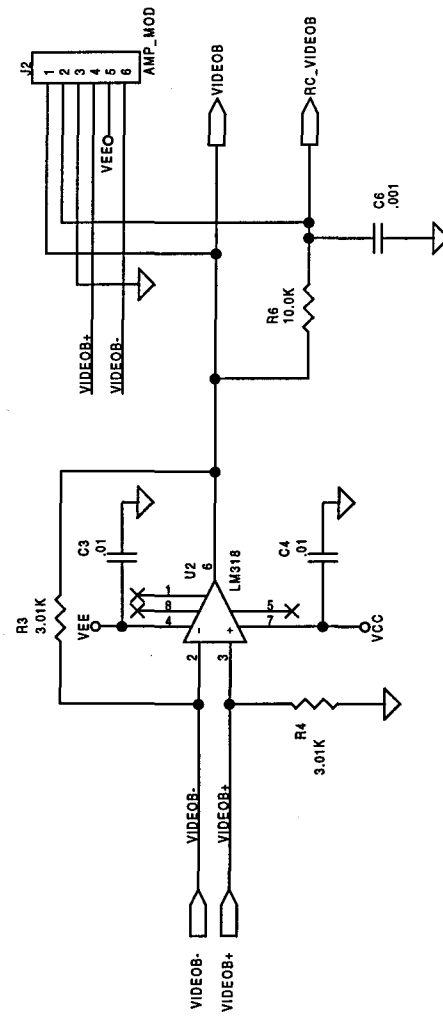 J2
1
2
3
4
5
6
AMP_MOD
VEE
VIDEOB+
VIDEOB-
VIDEOB
RC_VIDEOB
C6
.001
R6
10.0K
R3
3.01K
C3
.01
VEE
U2
LM318
1
8
4
2
-
6
3
+
5
7
C4
.01
VCC
R4
3.01K
VIDEOB-
VIDEOB+
VIDEOB-
VIDEOB+